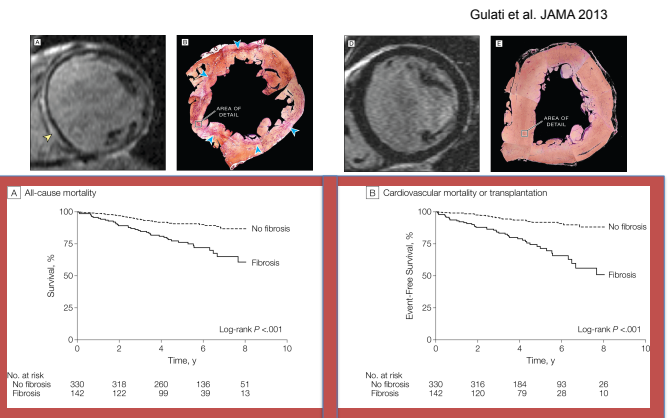 Gulati et al. JAMA 2013
A
B
AREA OF
DETAIL
D
E
AREA OF
DETAIL
A All-cause mortality
100
75
50
25
0
Survival, %
No fibrosis
Fibrosis
Log-rank P <.001
0 2 4 6 8 10
Time, y
No. at risk
No fibrosis 330 318 260 136 51
Fibrosis 142 122 99 39 13
B Cardiovascular mortality or transplantation
100
75
50
25
0
Event-Free Survival, %
No fibrosis
Fibrosis
Log-rank P <.001
0 2 4 6 8 10
Time, y
No. at risk
No fibrosis 330 316 184 93 26
Fibrosis 142 120 79 28 10